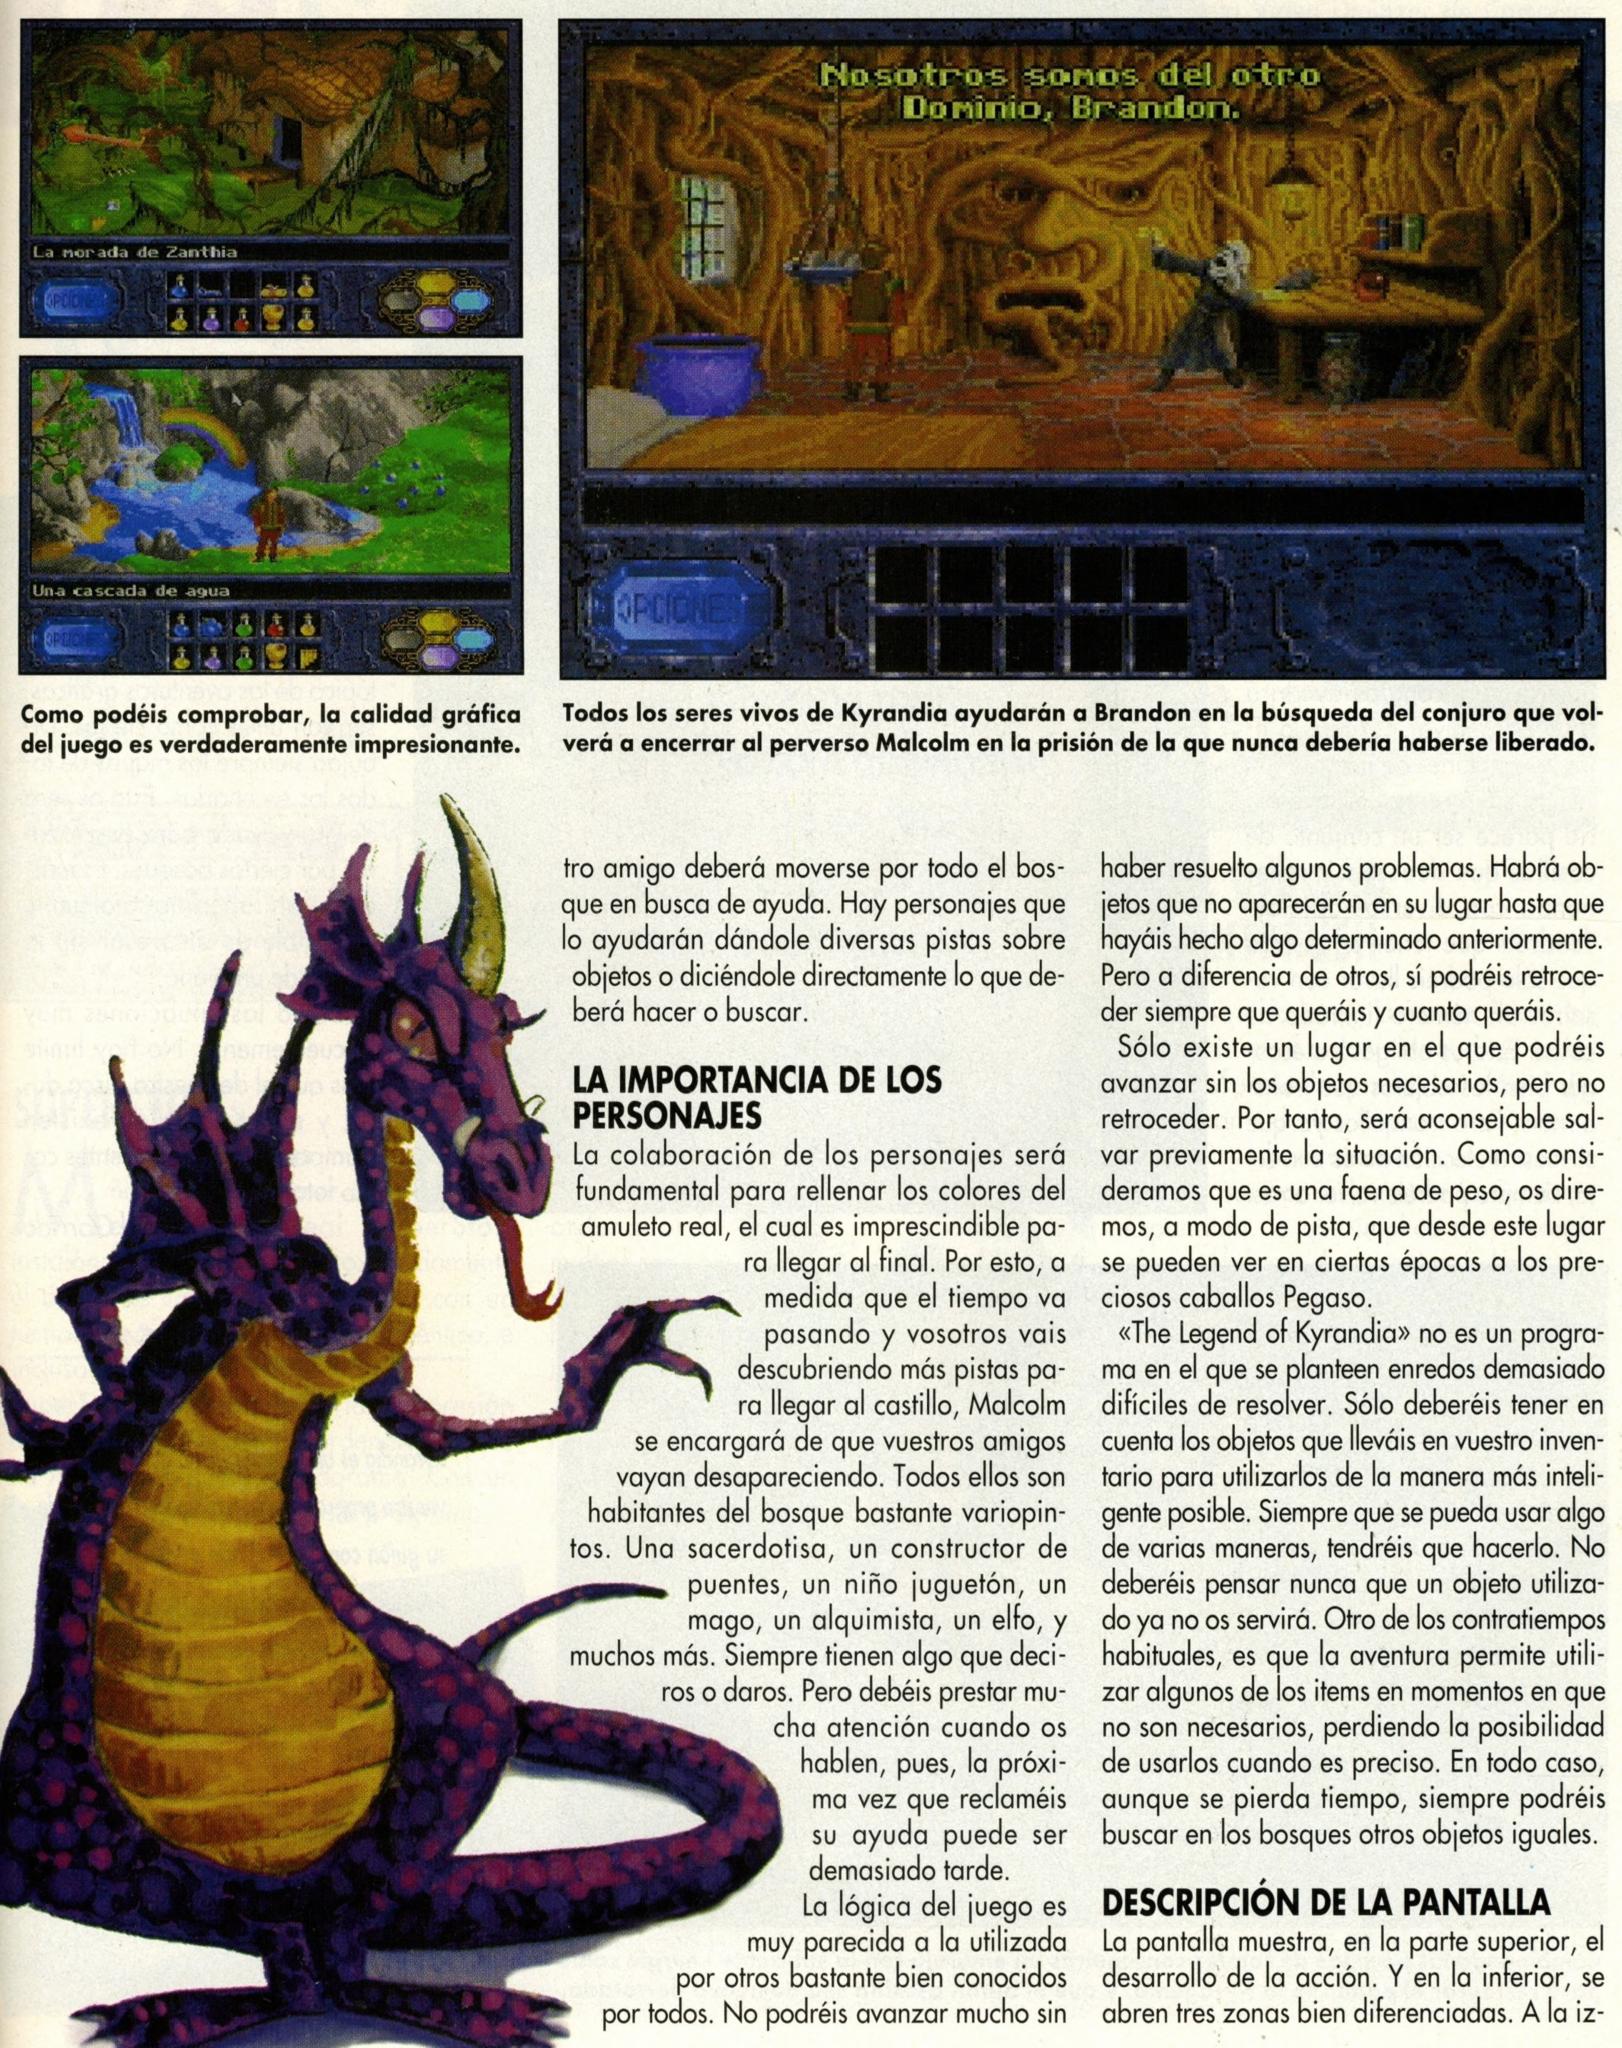 La morada de Zanthia
OPCIONES
Una cascada de agua
OPCIONES
Nosotros somos del otro
Dominio, Brandon.
OPCIONES
Como podéis comprobar, la calidad gráfica
del juego es verdaderamente impresionante.
Todos los seres vivos de Kyrandia ayudarán a Brandon en la búsqueda del conjuro que vol-
verá a encerrar al perverso Malcolm en la prisión de la que nunca debería haberse liberado.
tro amigo deberá moverse por todo el bos-
que en busca de ayuda. Hay personajes que
lo ayudarán dándole diversas pistas sobre
objetos o diciéndole directamente lo que de-
berá hacer o buscar.
LA IMPORTANCIA DE LOS
PERSONAJES
La colaboración de los personajes será
fundamental para rellenar los colores del
amuleto real, el cual es imprescindible pa-
ra llegar al final. Por esto, a
medida que el tiempo va
pasando y vosotros vais
descubriendo más pistas pa-
ra llegar al castillo, Malcolm
se encargará de que vuestros amigos
vayan desapareciendo. Todos ellos son
habitantes del bosque bastante variopin-
tos. Una sacerdotisa, un constructor de
puentes, un niño juguetón, un
mago, un alquimista, un elfo, y
muchos más. Siempre tienen algo que deci-
ros o daros. Pero debéis prestar mu-
cha atención cuando os
hablen, pues, la próxi-
ma vez que reclaméis
su ayuda puede ser
demasiado tarde.
La lógica del juego es
muy parecida a la utilizada
por otros bastante bien conocidos
por todos. No podréis avanzar mucho sin
haber resuelto algunos problemas. Habrá ob-
jetos que no aparecerán en su lugar hasta que
hayáis hecho algo determinado anteriormente.
Pero a diferencia de otros, sí podréis retroce-
der siempre que queráis y cuanto queráis.
Sólo existe un lugar en el que podréis
avanzar sin los objetos necesarios, pero no
retroceder. Por tanto, será aconsejable sal-
var previamente la situación. Como consi-
deramos que es una faena de peso, os dire-
mos, a modo de pista, que desde este lugar
se pueden ver en ciertas épocas a los pre-
ciosos caballos Pegaso.
«The Legend of Kyrandia» no es un progra-
ma en el que se planteen enredos demasiado
difíciles de resolver. Sólo deberéis tener en
cuenta los objetos que lleváis en vuestro inven-
tario para utilizarlos de la manera más inteli-
gente posible. Siempre que se pueda usar algo
de varias maneras, tendréis que hacerlo. No
deberéis pensar nunca que un objeto utiliza-
do ya no os servirá. Otro de los contratiempos
habituales, es que la aventura permite utili-
zar algunos de los items en momentos en que
no son necesarios, perdiendo la posibilidad
de usarlos cuando es preciso. En todo caso,
aunque se pierda tiempo, siempre podréis
buscar en los bosques otros objetos iguales.
DESCRIPCIÓN DE LA PANTALLA
La pantalla muestra, en la parte superior, el
desarrollo de la acción. Y en la inferior, se
abren tres zonas bien diferenciadas. A la iz-